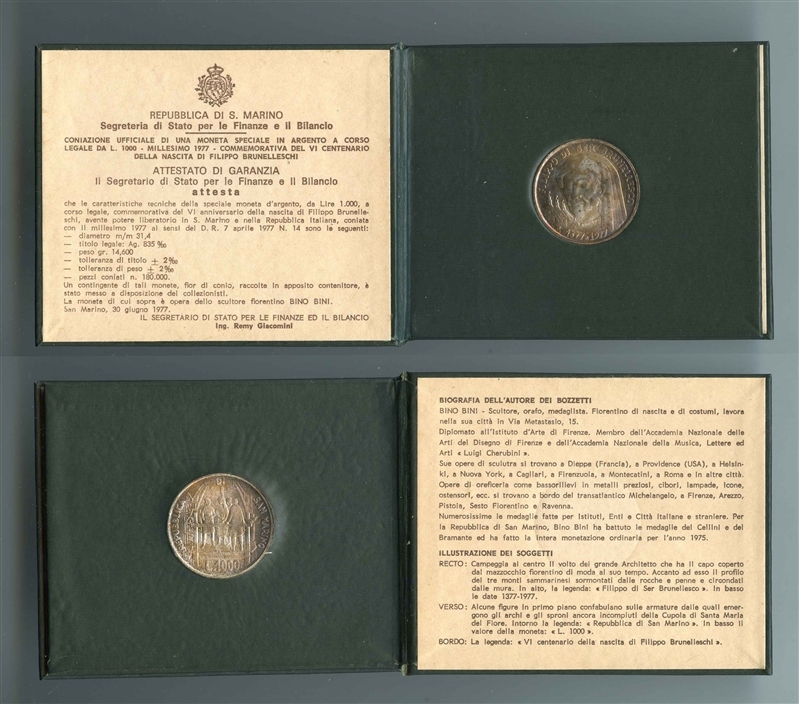 REPUBBLICA DI S. MARINO
Segreteria di Stato per le Finanze e il Bilancio
CONIAZIONE UFFICIALE DI UNA MONETA SPECIALE IN ARGENTO A CORSO
LEGALE DA L. 1000 - MILLESIMO 1977 - COMMEMORATIVA DEL VI CENTENARIO
DELLA NASCITA DI FILIPPO BRUNELLESCHI
ATTESTATO DI GARANZIA
Il Segretario di Stato per le Finanze e il Bilancio
attesta
che le caratteristiche tecniche della speciale moneta d'argento, da Lire 1.000, a
corso legale, commemorativa del VI anniversario della nascita di Filippo Brunelle-
schi, avente potere liberatorio in S. Marino e nella Repubblica Italiana, coniata
con il millesimo 1977 ai sensi del D. R. 7 aprile 1977 N. 14 sono le seguenti:
— diametro m/m 31,4
— titolo legale: Ag. 835 ‰
— peso gr. 14,600
— tolleranza di titolo ± 2‰
— tolleranza di peso ± 2‰
— pezzi coniati n. 180.000.
Un contingente di tali monete, fior di conio, raccolte in apposito contenitore, è
stato messo a disposizione dei collezionisti.
La moneta di cui sopra è opera dello scultore fiorentino BINO BINI.
San Marino, 30 giugno 1977.
IL SEGRETARIO DI STATO PER LE FINANZE ED IL BILANCIO
Ing. Remy Giacomini
FILIPPO DI SER BRUNELLESCO
1377-1977
REPUBBLICA DI SAN MARINO
L.1000
BIOGRAFIA DELL'AUTORE DEI BOZZETTI
BINO BINI - Scultore, orafo, medaglista. Fiorentino di nascita e di costumi, lavora
nella sua città in Via Metastasio, 15.
Diplomato all'Istituto d'Arte di Firenze. Membro dell'Accademia Nazionale delle
Arti del Disegno di Firenze e dell'Accademia Nazionale della Musica, Lettere ed
Arti « Luigi Cherubini ».
Sue opere di sculutra si trovano a Dieppe (Francia), a Providence (USA), a Helsin-
ki, a Nuova York, a Cagliari, a Firenzuola, a Montecatini, a Roma e in altre città.
Opere di oreficeria come bassorilievi in metalli preziosi, cibori, lampade, icone,
ostensori, ecc. si trovano a bordo del transatlantico Michelangelo, a Firenze, Arezzo,
Pistoia, Sesto Fiorentino e Ravenna.
Numerosissime le medaglie fatte per Istituti, Enti e Città Italiane e straniere. Per
la Repubblica di San Marino, Bino Bini ha battuto le medaglie del Cellini e del
Bramante ed ha fatto la intera monetazione ordinaria per l'anno 1975.
ILLUSTRAZIONE DEI SOGGETTI
RECTO: Campeggia al centro il volto del grande Architetto che ha il capo coperto
dal mazzocchio fiorentino di moda al suo tempo. Accanto ad esso il profilo
dei tre monti sammarinesi sormontati dalle rocche e penne e circondati
dalle mura. In alto, la legenda: « Filippo di Ser Brunellesco ». In basso
le date 1377-1977.
VERSO: Alcune figure in primo piano confabulano sulle armature dalle quali emer-
gono gli archi e gli sproni ancora incompiuti della Cupola di Santa Maria
del Fiore. Intorno la legenda: « Repubblica di San Marino ». In basso il
valore della moneta: « L. 1000 ».
BORDO: La legenda: « VI centenario della nascita di Filippo Brunelleschi ».